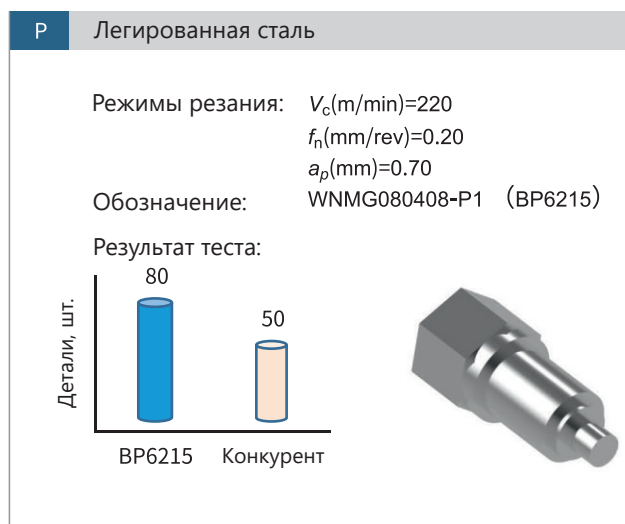 P Легированная сталь
Режимы резания: Vc(m/min)=220
fn(mm/rev)=0.20
ap(mm)=0.70
Обозначение: WNMG080408-P1 （BP6215）
Результат теста:
Детали, шт.
80
50
BP6215 Конкурент